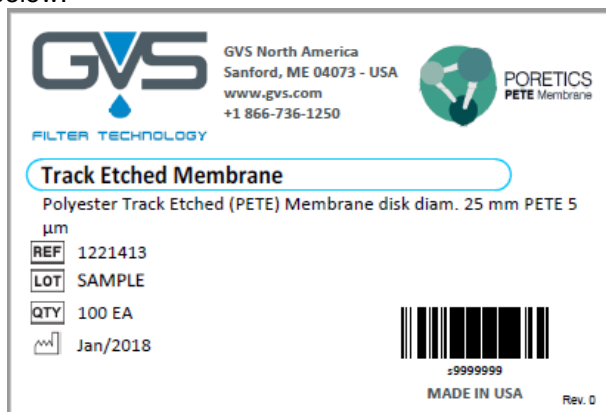 below.
GVS
FILTER TECHNOLOGY
GVS North America
Sanford, ME 04073 - USA
www.gvs.com
+1 866-736-1250
PORETICS
PETE Membrane
Track Etched Membrane
Polyester Track Etched (PETE) Membrane disk diam. 25 mm PETE 5
µm
REF 1221413
LOT SAMPLE
QTY 100 EA
Jan/2018
s9999999
MADE IN USA
Rev. 0